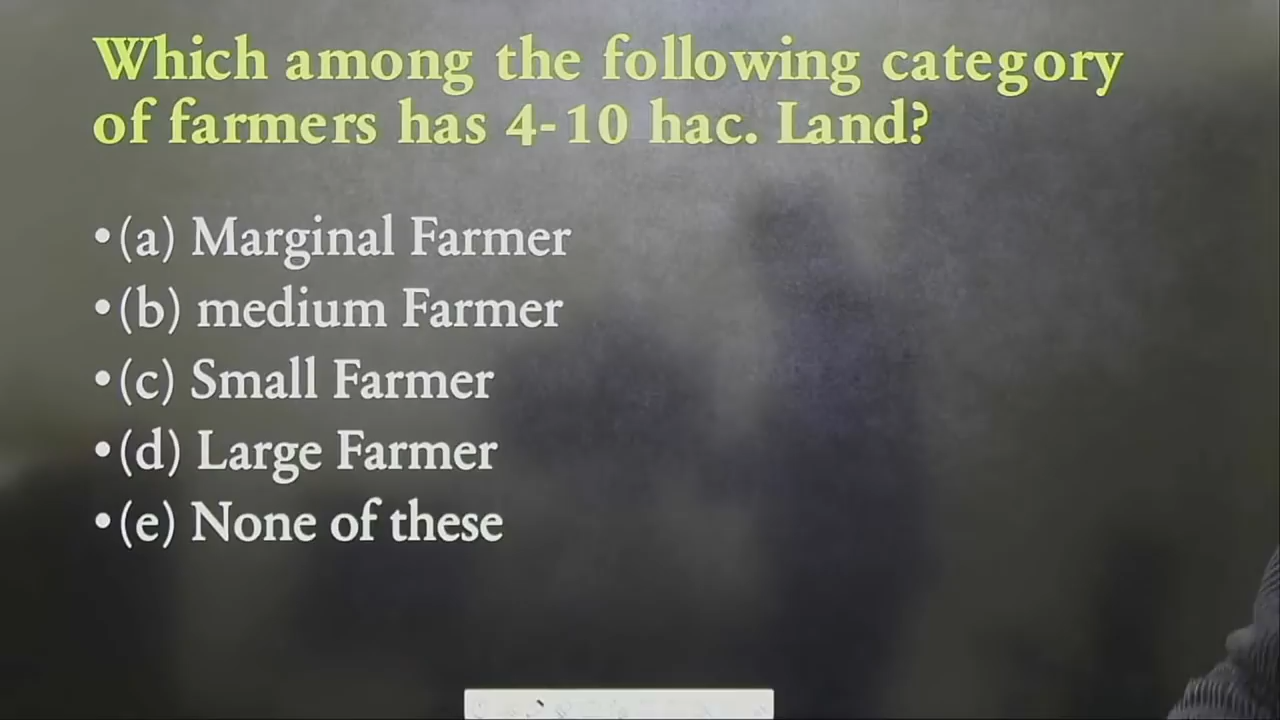 Which among the following category
of farmers has 4-10 hac. Land?
•(a) Marginal Farmer
•(b) medium Farmer
•(c) Small Farmer
•(d) Large Farmer
•(e) None of these